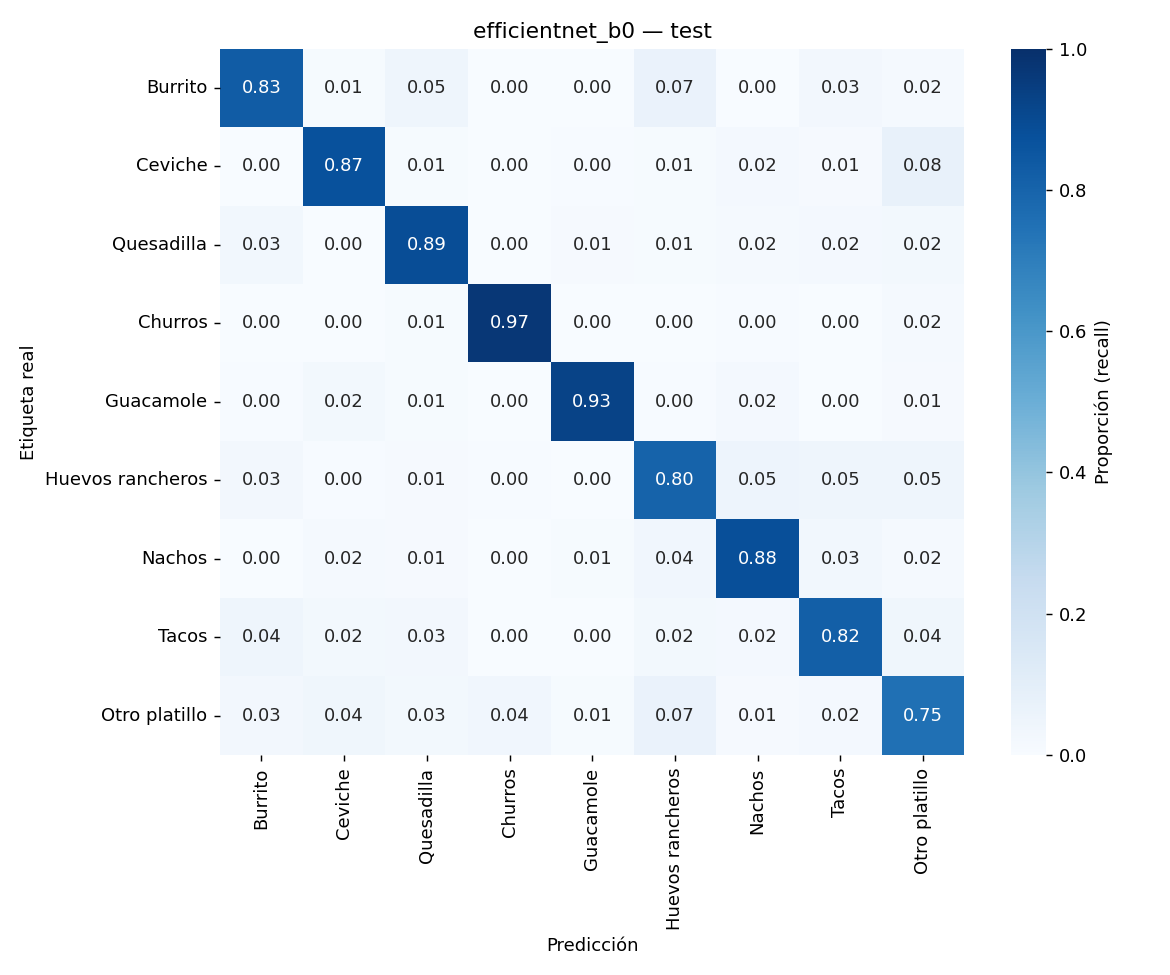 efficientnet_b0 — test
Burrito 0.83 0.01 0.05 0.00 0.00 0.07 0.00 0.03 0.02
Ceviche 0.00 0.87 0.01 0.00 0.00 0.01 0.02 0.01 0.08
Quesadilla 0.03 0.00 0.89 0.00 0.01 0.01 0.02 0.02 0.02
Churros 0.00 0.00 0.01 0.97 0.00 0.00 0.00 0.00 0.02
Guacamole 0.00 0.02 0.01 0.00 0.93 0.00 0.02 0.00 0.01
Huevos rancheros 0.03 0.00 0.01 0.00 0.00 0.80 0.05 0.05 0.05
Nachos 0.00 0.02 0.01 0.00 0.01 0.04 0.88 0.03 0.02
Tacos 0.04 0.02 0.03 0.00 0.00 0.02 0.02 0.82 0.04
Otro platillo 0.03 0.04 0.03 0.04 0.01 0.07 0.01 0.02 0.75
Etiqueta real
Burrito
Ceviche
Quesadilla
Churros
Guacamole
Huevos rancheros
Nachos
Tacos
Otro platillo
Predicción
1.0
0.8
0.6
0.4
0.2
0.0
Proporción (recall)